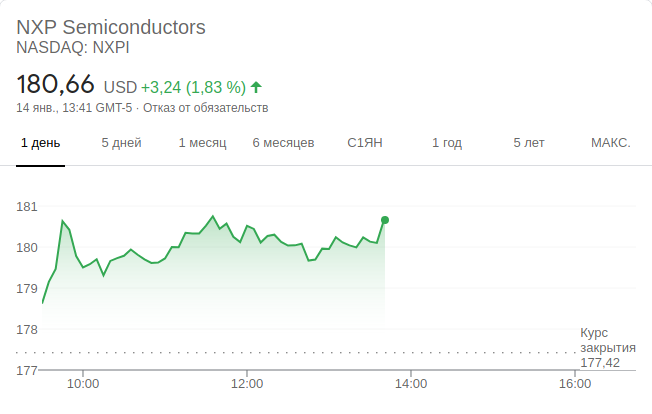 NXP Semiconductors
NASDAQ: NXPI
180,66 USD +3,24 (1,83 %)
14 янв., 13:41 GMT-5 · Отказ от обязательств
1 день 5 дней 1 месяц 6 месяцев С1ЯН 1 год 5 лет МАКС.
181
180
179
178
Курс
закрытия
177,42
177
10:00 12:00 14:00 16:00